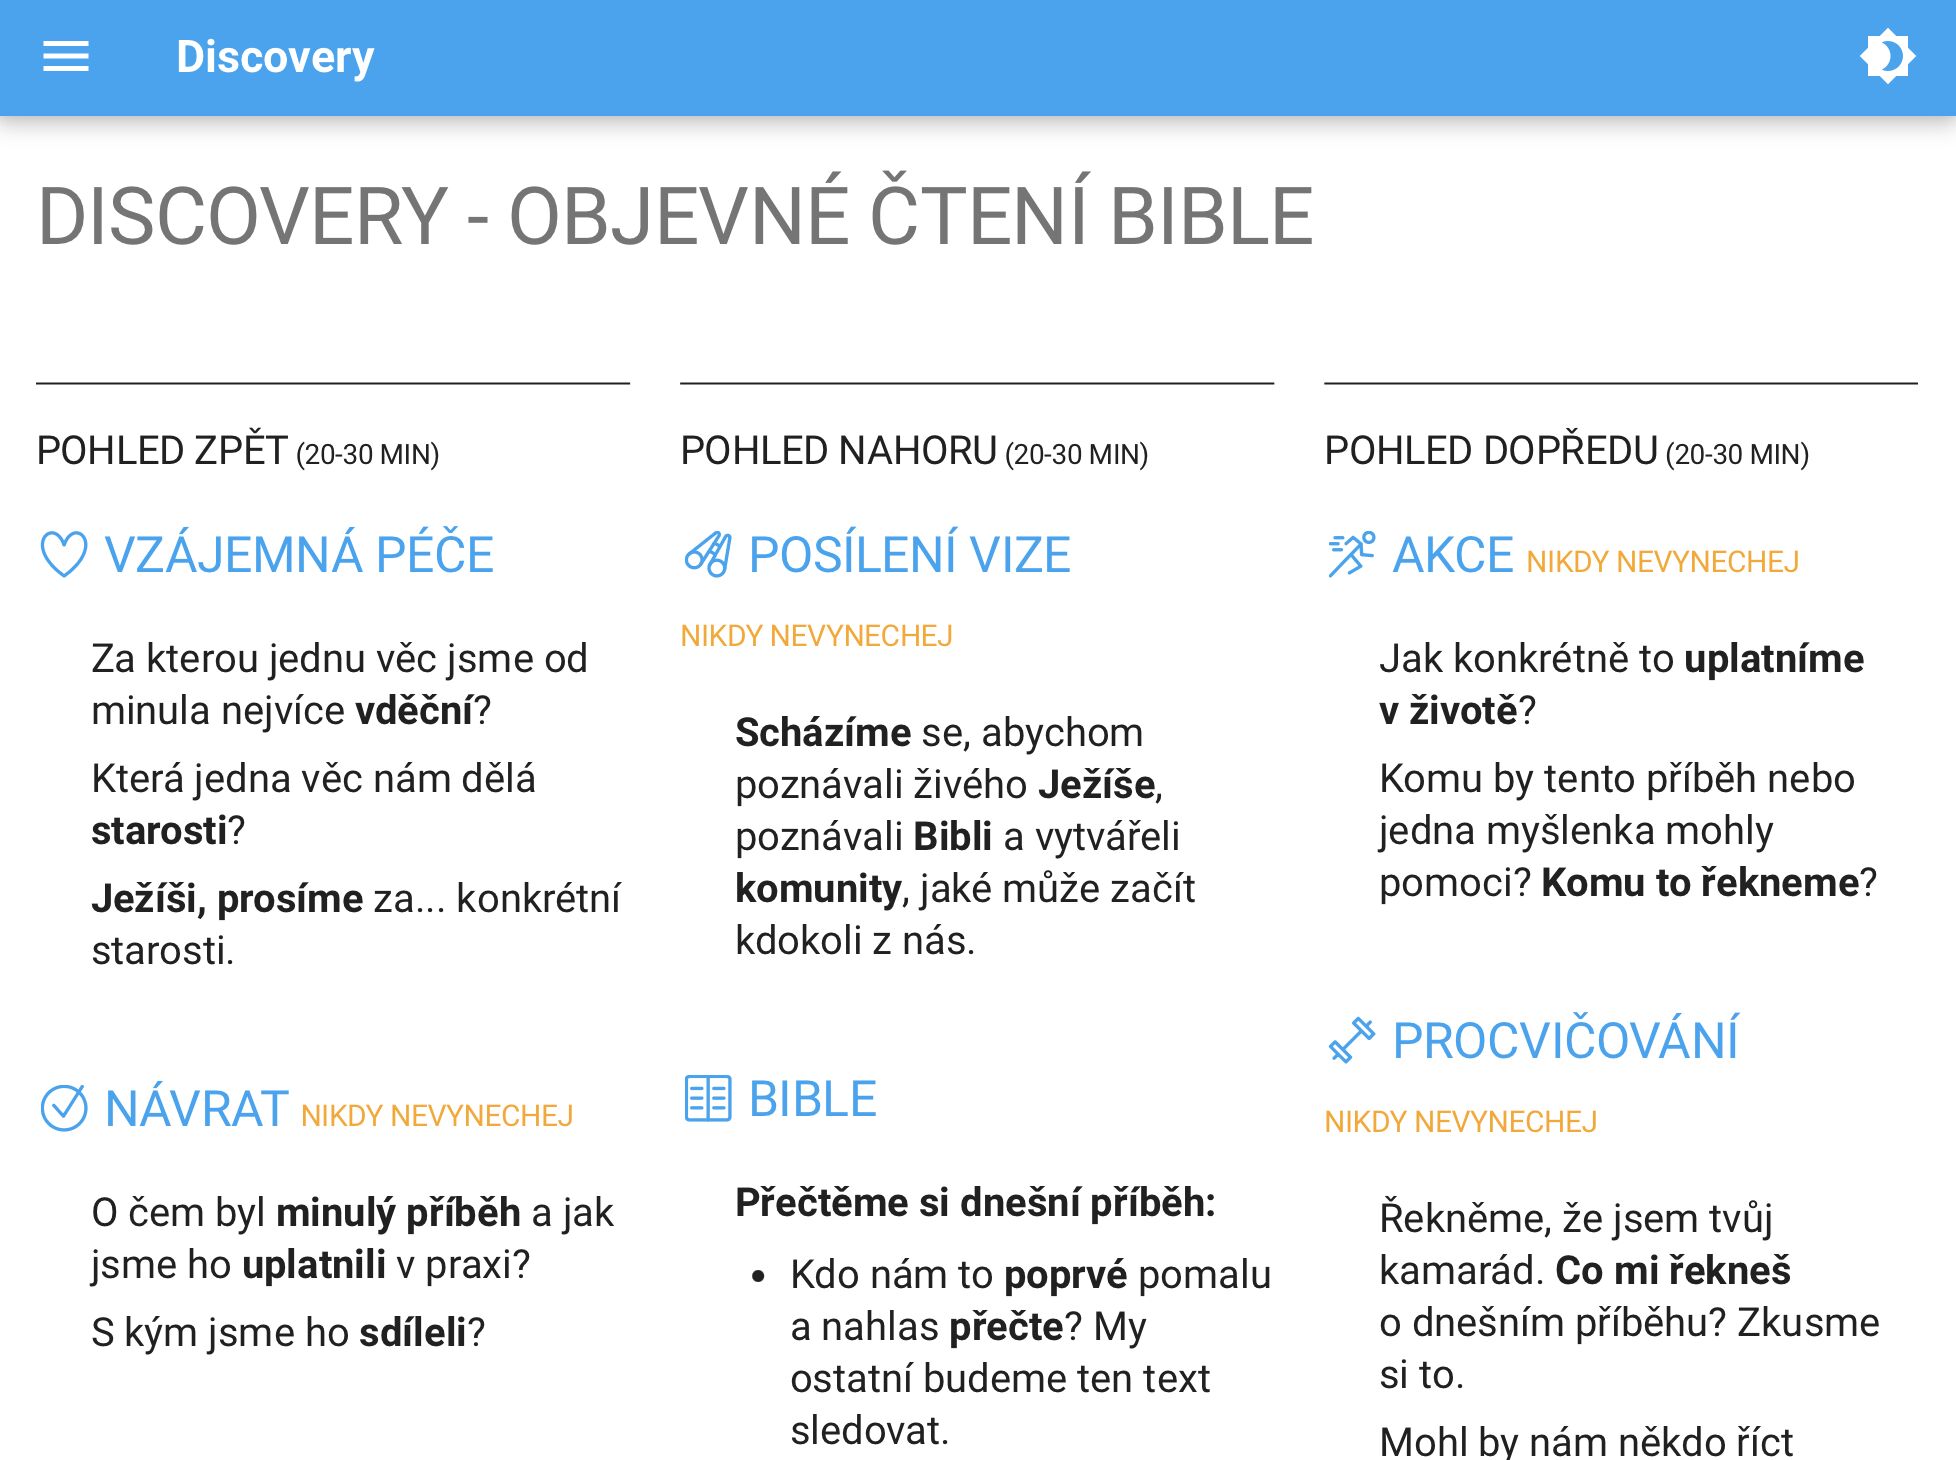 Discovery
DISCOVERY - OBJEVNÉ ČTENÍ BIBLE
POHLED ZPĚT (20-30 MIN)
VZÁJEMNÁ PÉČE
Za kterou jednu věc jsme od
minula nejvíce vděční?
Která jedna věc nám dělá
starosti?
Ježíši, prosíme za... konkrétní
starosti.
NÁVRAT NIKDY NEVYNECHEJ
O čem byl minulý příběh a jak
jsme ho uplatnili v praxi?
S kým jsme ho sdíleli?
POHLED NAHORU (20-30 MIN)
POSÍLENÍ VIZE
NIKDY NEVYNECHEJ
Scházíme se, abychom
poznávali živého Ježíše,
poznávali Bibli a vytvářeli
komunity, jaké může začít
kdokoli z nás.
BIBLE
Přečtěme si dnešní příběh:
• Kdo nám to poprvé pomalu
a nahlas přečte? My
ostatní budeme ten text
sledovat.
POHLED DOPŘEDU (20-30 MIN)
AKCE NIKDY NEVYNECHEJ
Jak konkrétně to uplatníme
v životě?
Komu by tento příběh nebo
jedna myšlenka mohly
pomoci? Komu to řekneme?
PROCVIČOVÁNÍ
NIKDY NEVYNECHEJ
Řekněme, že jsem tvůj
kamarád. Co mi řekneš
o dnešním příběhu? Zkusme
si to.
Mohl by nám někdo říct